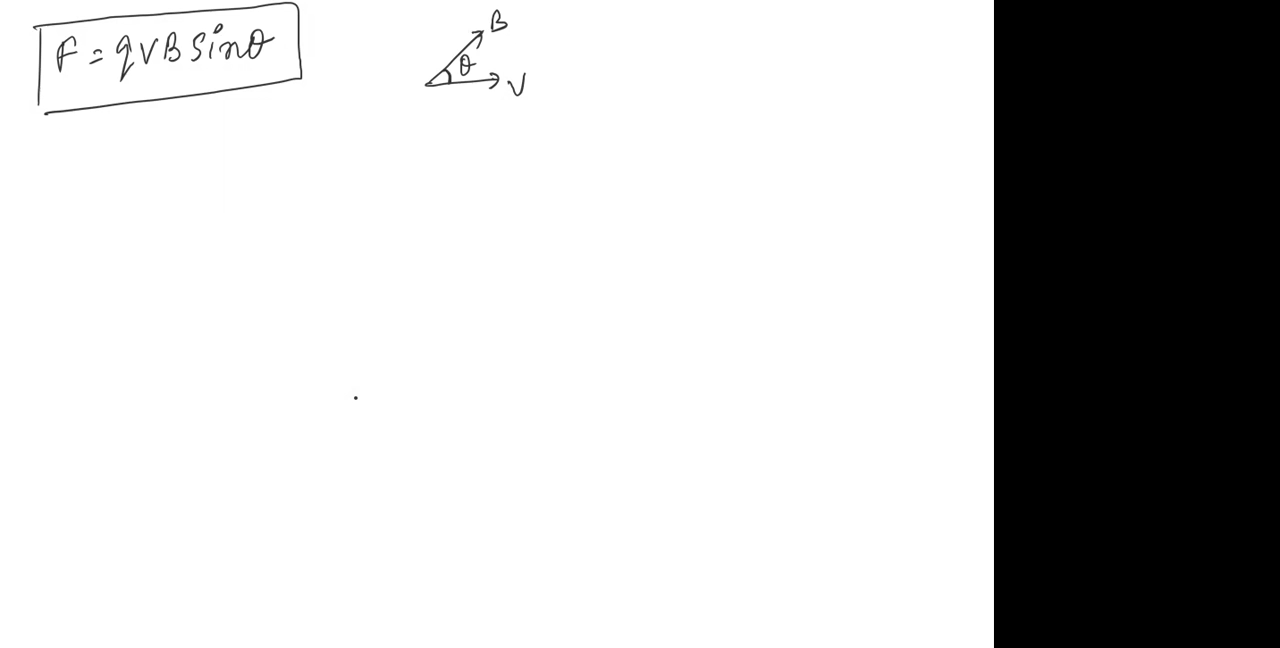 F = qVB Sinθ
B
θ
V